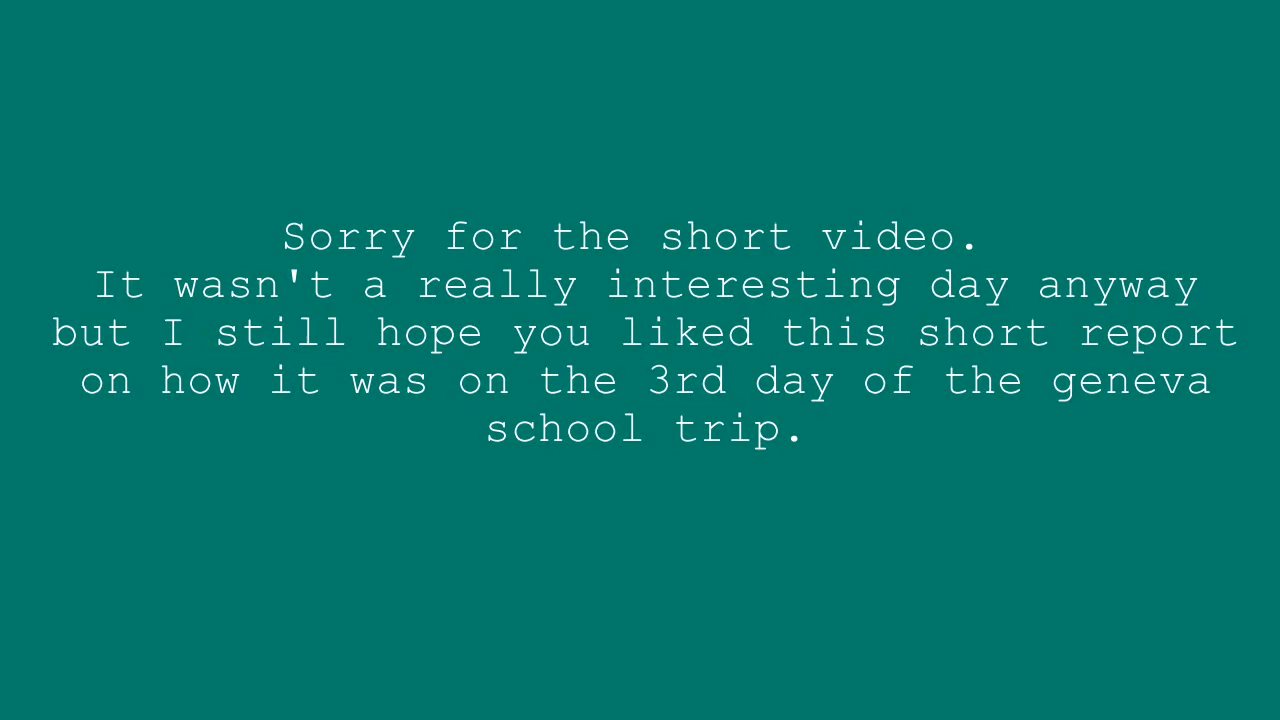 Sorry for the short video.
It wasn't a really interesting day anyway
but I still hope you liked this short report
on how it was on the 3rd day of the geneva
school trip.